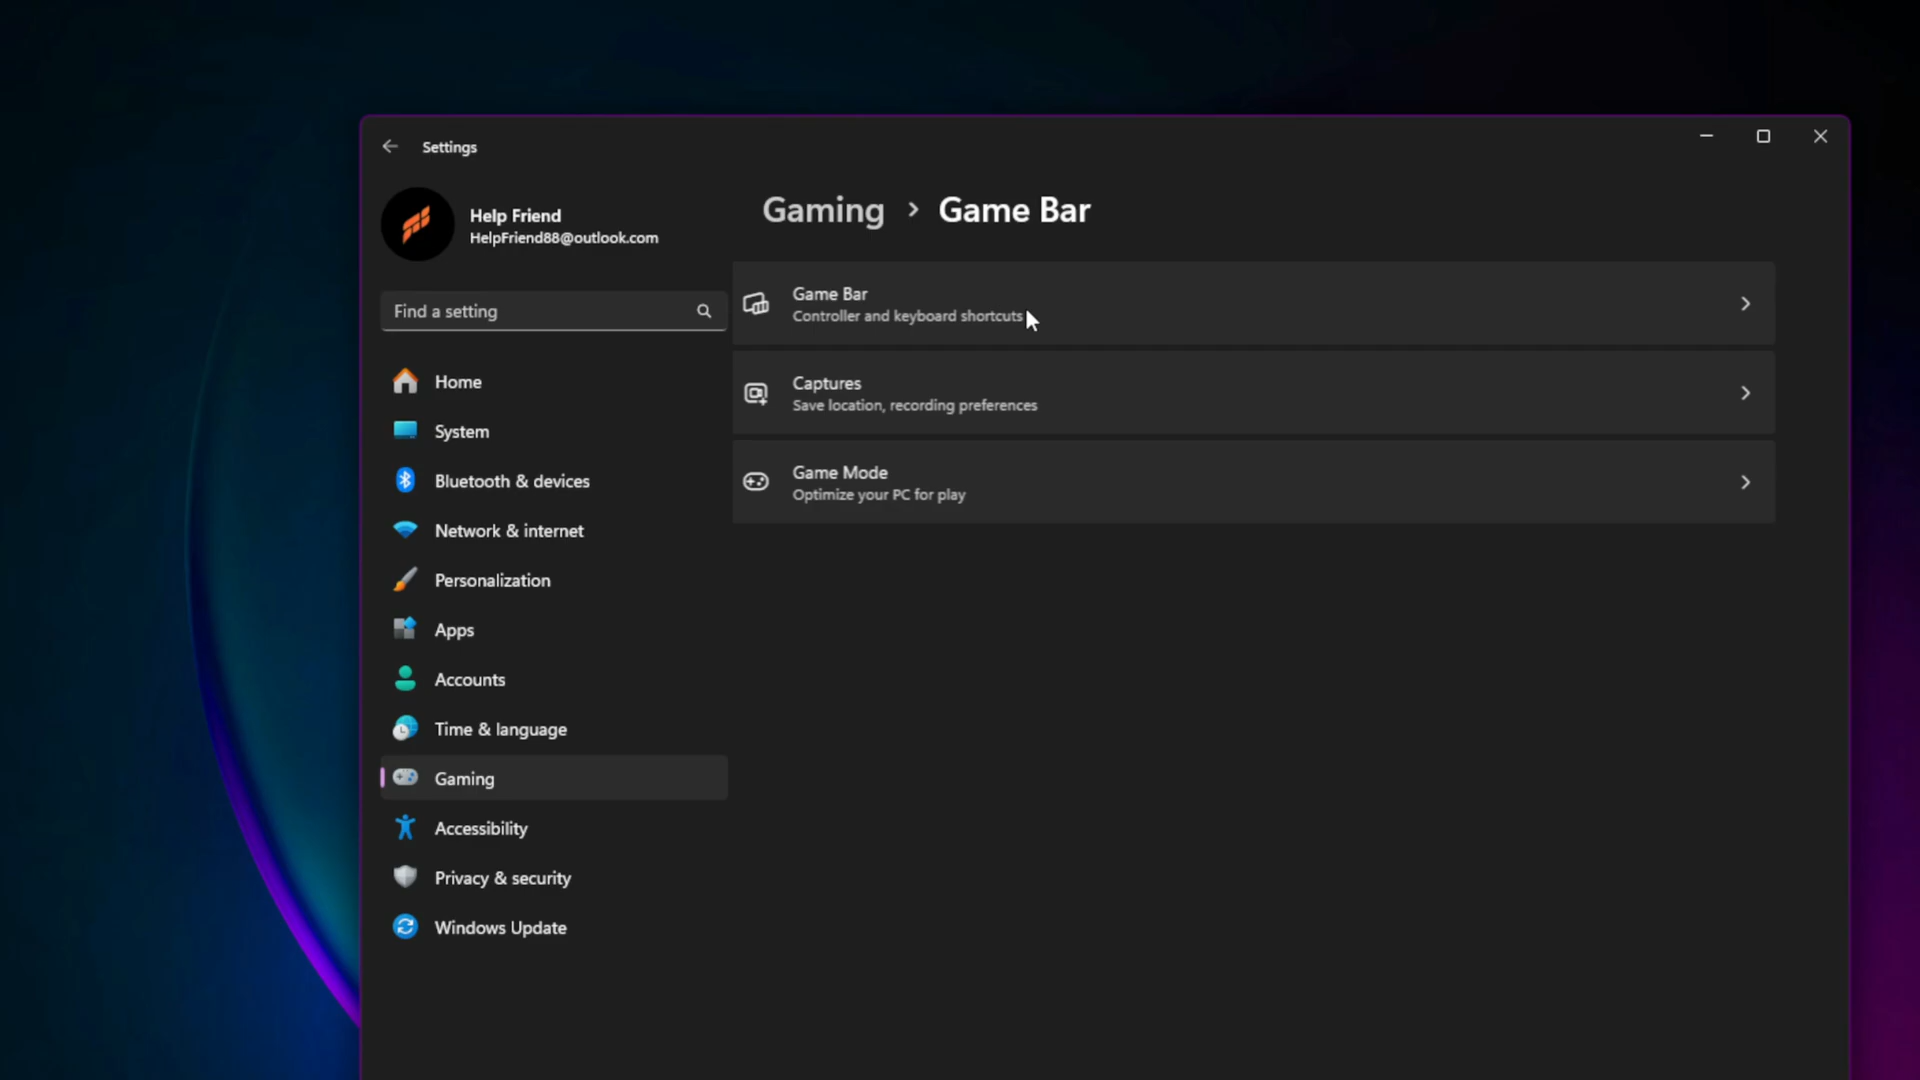 Settings
Help Friend
HelpFriend88@outlook.com
Find a setting
Home
System
Bluetooth & devices
Network & internet
Personalization
Apps
Accounts
Time & language
Gaming
Accessibility
Privacy & security
Windows Update
Gaming > Game Bar
Game Bar
Controller and keyboard shortcuts
Captures
Save location, recording preferences
Game Mode
Optimize your PC for play